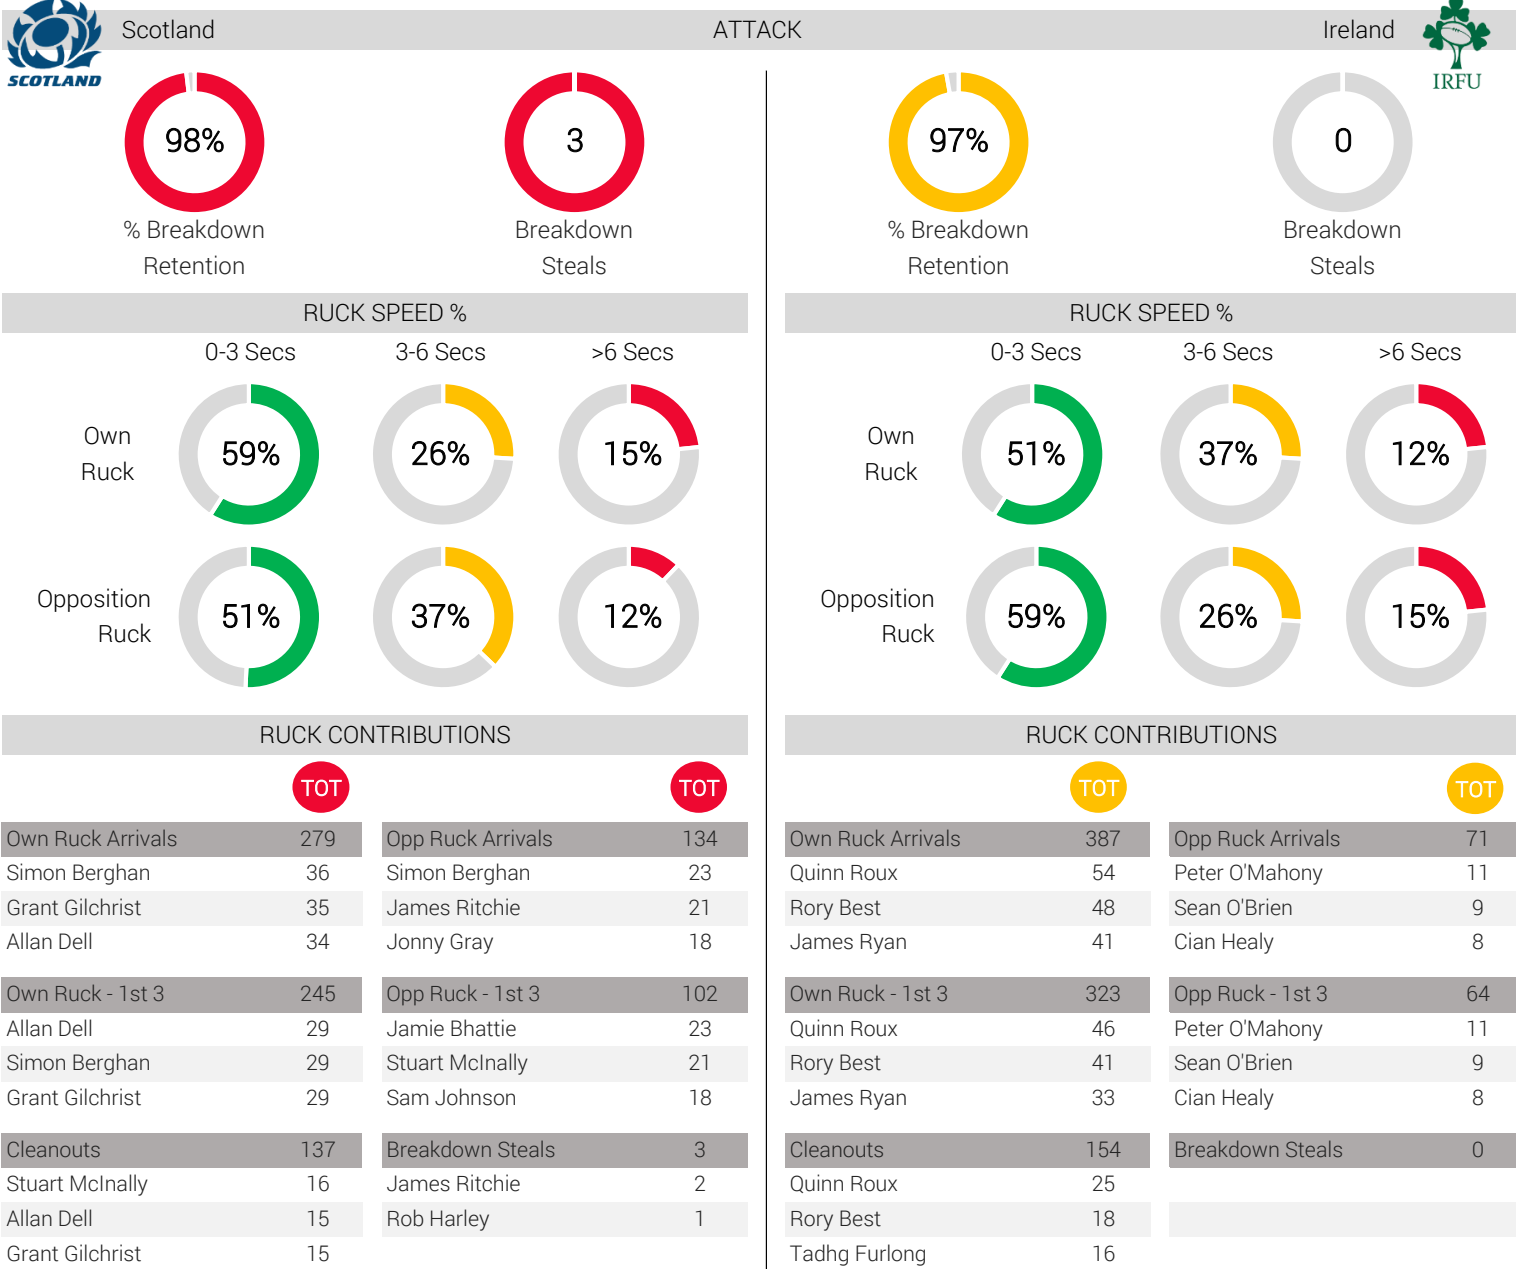 Scotland ATTACK Ireland
SCOTLAND
IRFU
98% 3
% Breakdown Retention
Breakdown Steals
97% 0
% Breakdown Retention
Breakdown Steals
RUCK SPEED %
0-3 Secs 3-6 Secs >6 Secs
Own Ruck 59% 26% 15%
Opposition Ruck 51% 37% 12%
RUCK SPEED %
0-3 Secs 3-6 Secs >6 Secs
Own Ruck 51% 37% 12%
Opposition Ruck 59% 26% 15%
RUCK CONTRIBUTIONS
TOT TOT
Own Ruck Arrivals 279 Opp Ruck Arrivals 134
Simon Berghan 36 Simon Berghan 23
Grant Gilchrist 35 James Ritchie 21
Allan Dell 34 Jonny Gray 18
Own Ruck - 1st 3 245 Opp Ruck - 1st 3 102
Allan Dell 29 Jamie Bhattie 23
Simon Berghan 29 Stuart McInally 21
Grant Gilchrist 29 Sam Johnson 18
Cleanouts 137 Breakdown Steals 3
Stuart McInally 16 James Ritchie 2
Allan Dell 15 Rob Harley 1
Grant Gilchrist 15
RUCK CONTRIBUTIONS
TOT TOT
Own Ruck Arrivals 387 Opp Ruck Arrivals 71
Quinn Roux 54 Peter O'Mahony 11
Rory Best 48 Sean O'Brien 9
James Ryan 41 Cian Healy 8
Own Ruck - 1st 3 323 Opp Ruck - 1st 3 64
Quinn Roux 46 Peter O'Mahony 11
Rory Best 41 Sean O'Brien 9
James Ryan 33 Cian Healy 8
Cleanouts 154 Breakdown Steals 0
Quinn Roux 25
Rory Best 18
Tadhg Furlong 16